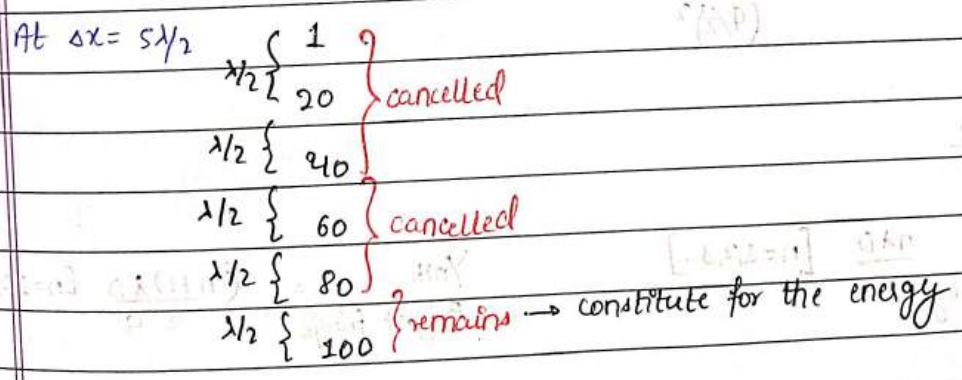 At Δx = 5λ/2
1
λ/2 { 20 } cancelled
λ/2 { 40
λ/2 { 60 } cancelled
λ/2 { 80
λ/2 { 100 } remains → constitute for the energy